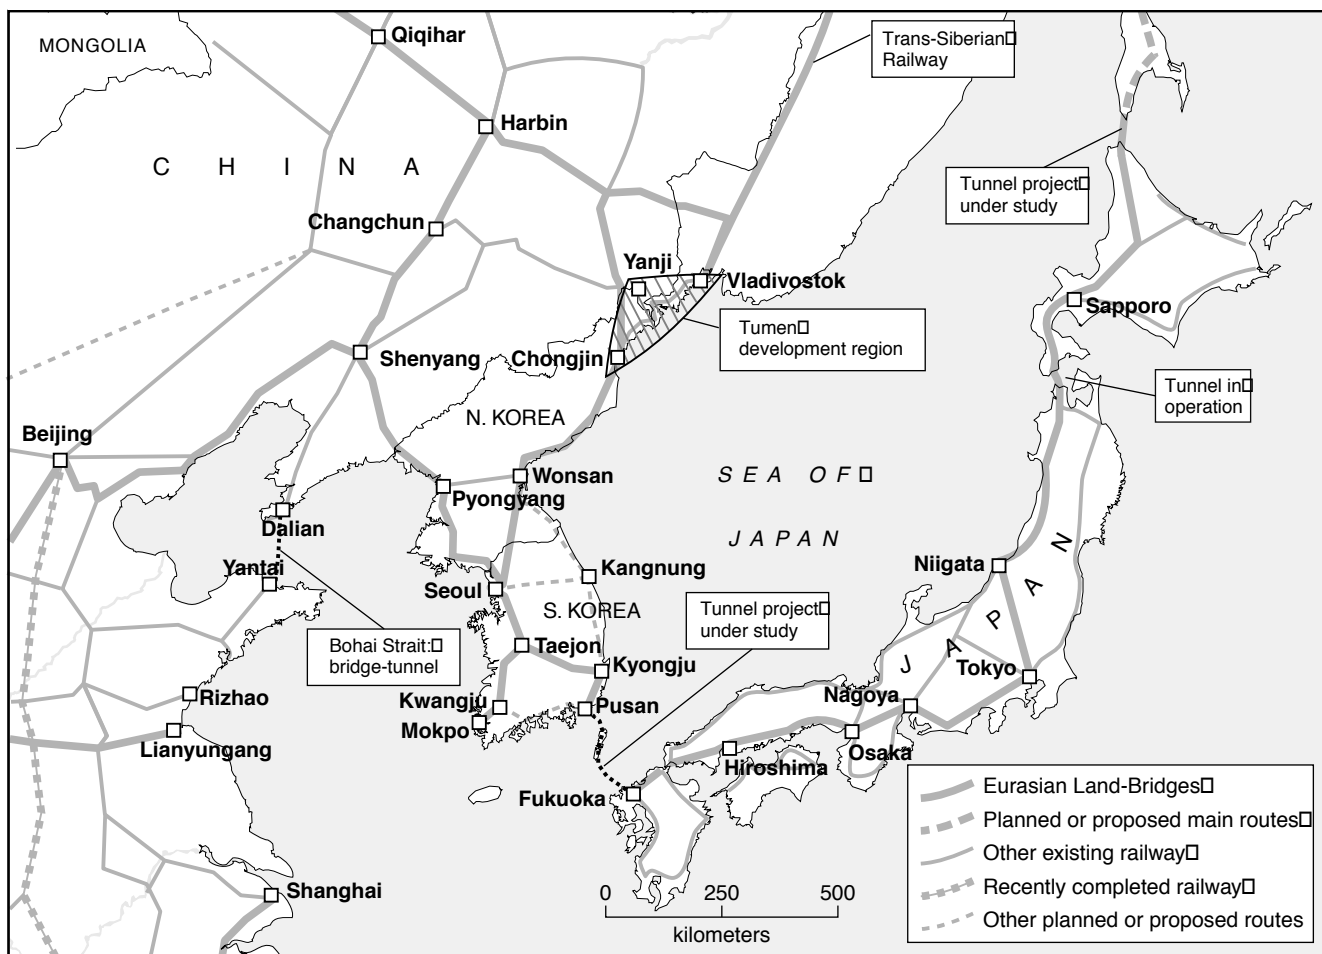 MONGOLIA
Qiqihar
Trans-Siberian
Railway
Harbin
C H I N A
Tunnel project
under study
Changchun
Yanji
Vladivostok
Sapporo
Tumen
development region
Shenyang
Chongjin
Tunnel in
operation
N. KOREA
Beijing
Wonsan
SEA OF
Pyongyang
Dalian
JAPAN
Yantai
Niigata
Kangnung
Seoul
S. KOREA
Tunnel project
under study
JAPAN
Bohai Strait:
bridge-tunnel
Taejon
Kyongju
Tokyo
Rizhao
Kwangju
Pusan
Nagoya
Mokpo
Lianyungang
Osaka
Hiroshima
Fukuoka
Eurasian Land-Bridges
Planned or proposed main routes
Other existing railway
Recently completed railway
Other planned or proposed routes
Shanghai
0 250 500
kilometers